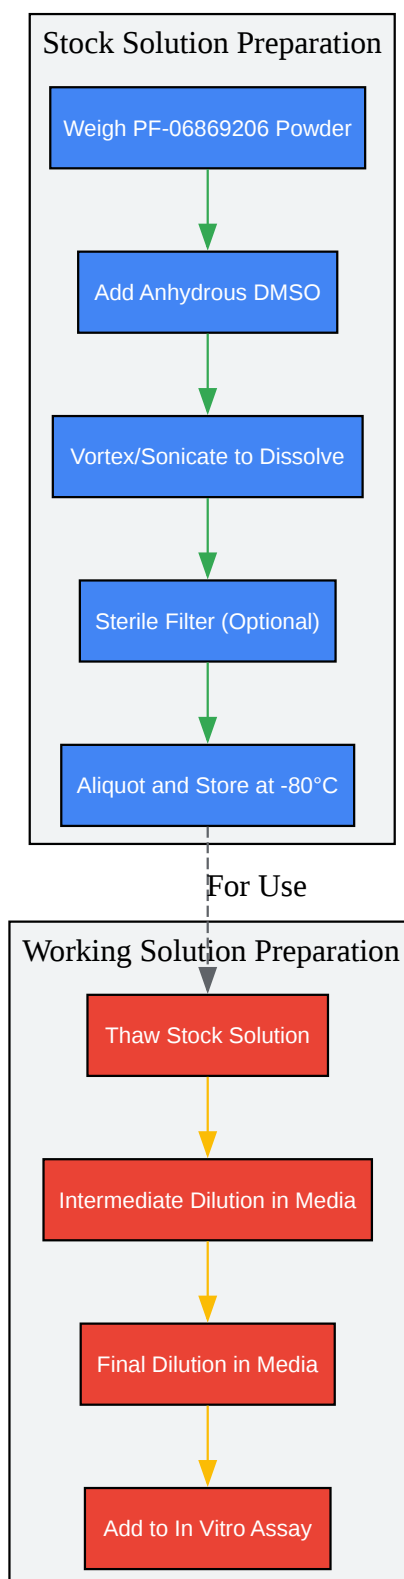 Stock Solution Preparation
Weigh PF-06869206 Powder
Add Anhydrous DMSO
Vortex/Sonicate to Dissolve
Sterile Filter (Optional)
Aliquot and Store at -80°C
For Use
Working Solution Preparation
Thaw Stock Solution
Intermediate Dilution in Media
Final Dilution in Media
Add to In Vitro Assay